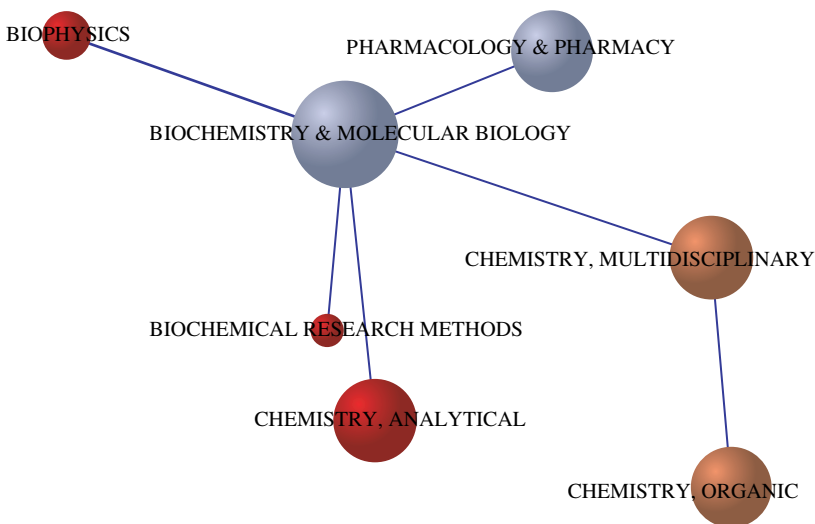 BIOPHYSICS
PHARMACOLOGY & PHARMACY
BIOCHEMISTRY & MOLECULAR BIOLOGY
CHEMISTRY, MULTIDISCIPLINARY
BIOCHEMICAL RESEARCH METHODS
CHEMISTRY, ANALYTICAL
CHEMISTRY, ORGANIC